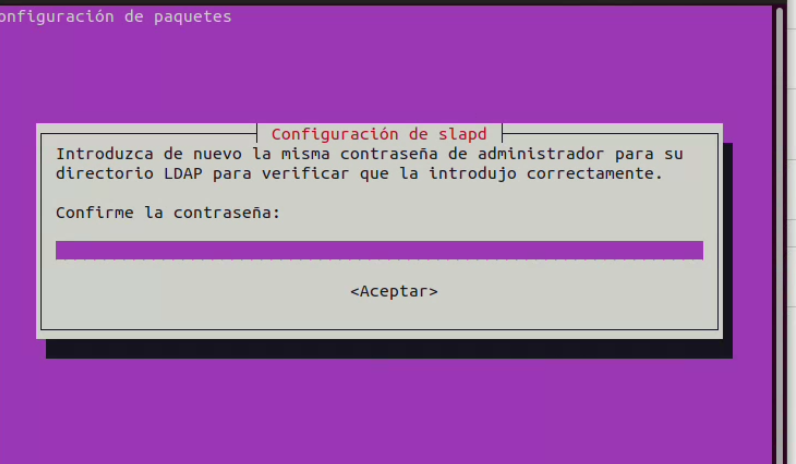 onfiguración de paquetes
Configuración de slapd
Introduzca de nuevo la misma contraseña de administrador para su
directorio LDAP para verificar que la introdujo correctamente.
Confirme la contraseña:
<Aceptar>